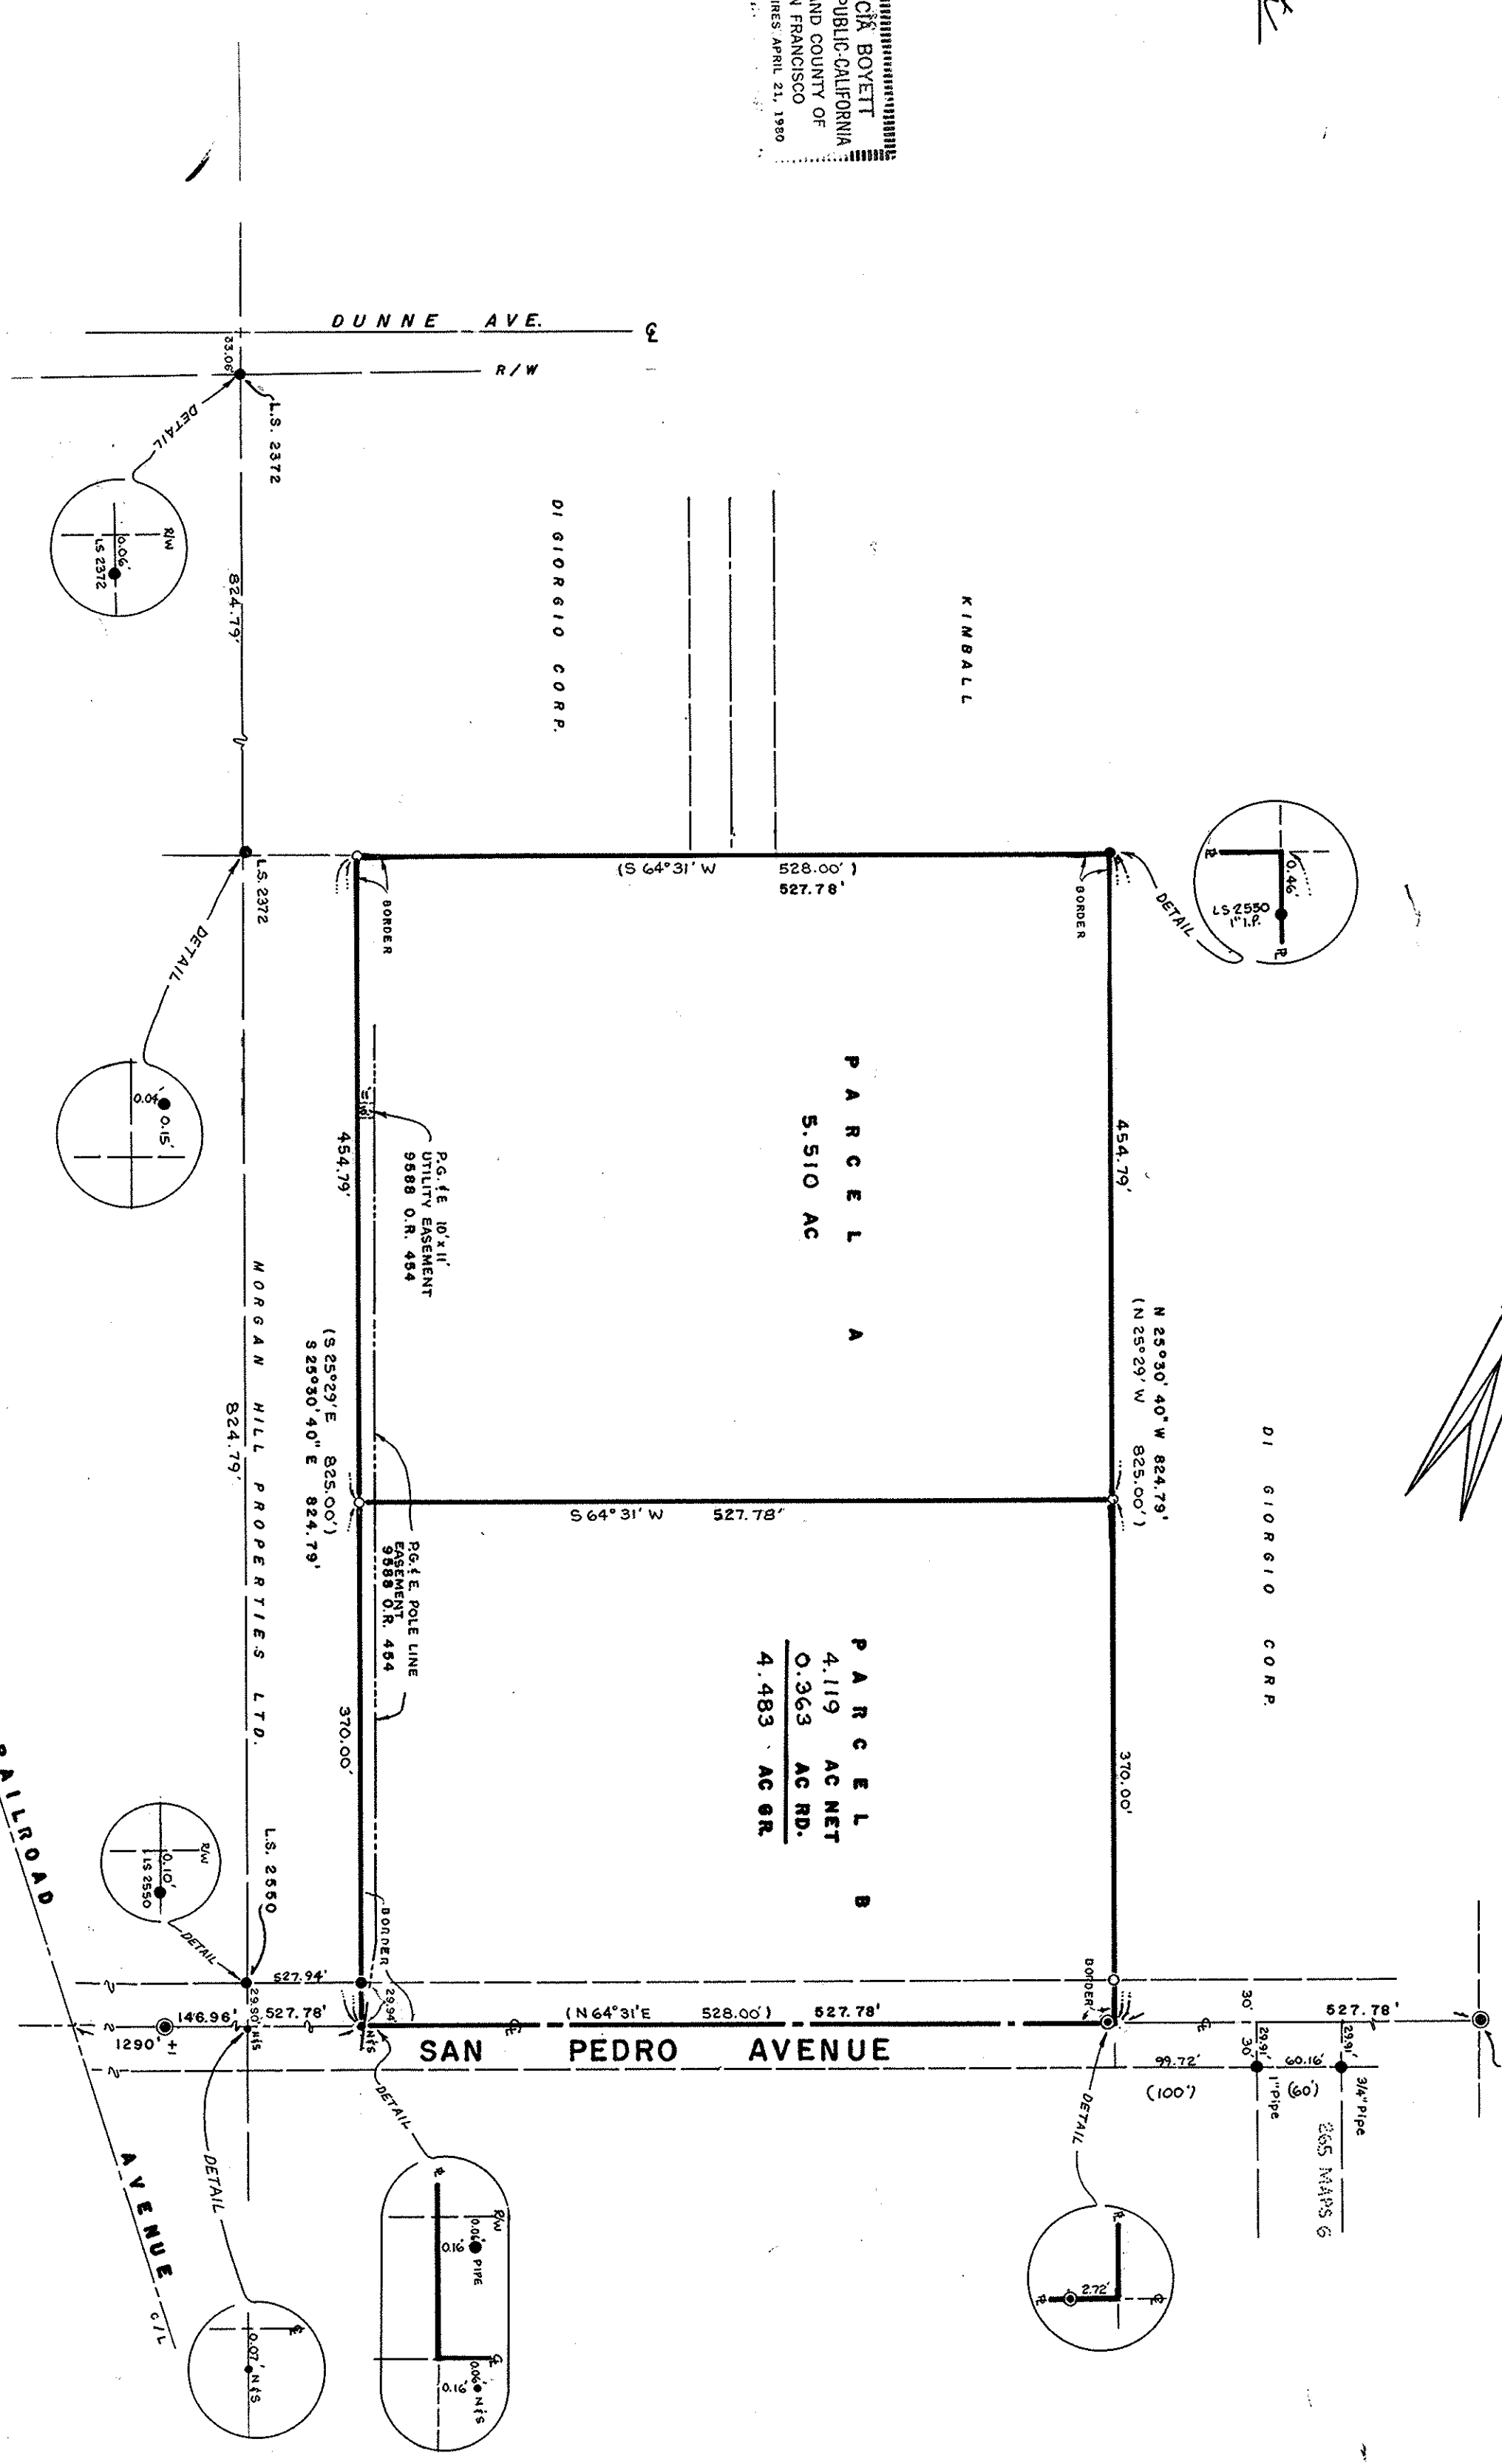 BOYETT
PUBLIC-CALIFORNIA
AND COUNTY OF
FRANCISCO
APRIL 21, 1980
DUNNE AVE.
R/W
33.06'
L.S. 2372
DETAIL
R/W
0.06'
LS 2372
824.79'
DI GIORGIO CORP.
KIMBALL
0.46'
LS 2550
1" I.P.
DETAIL
(S 64°31' W 528.00')
527.78'
BORDER
BORDER
L.S. 2372
DETAIL
0.04'
0.15'
454.79'
454.79'
PARCEL A
5.510 AC
P.G.&E 10'x11'
UTILITY EASEMENT
9588 O.R. 454
MORGAN HILL PROPERTIES LTD.
824.79'
(S 25°29' E 825.00')
S 25°30'40" E 824.79'
N 25°30'40" W 824.79'
(N 25°29' W 825.00')
DI GIORGIO CORP.
S 64°31' W 527.78'
P.G.&E. POLE LINE
EASEMENT
9588 O.R. 454
PARCEL B
4.119 AC NET
0.363 AC RD.
4.483 AC GR.
370.00'
370.00'
R/W
0.10'
LS 2550
DETAIL
L.S. 2550
BORDER
BORDER
527.94'
29.90'
N&S
29.94'
N&S
146.96'
527.78'
1290'±
(N 64°31' E 528.00') 527.78'
SAN PEDRO AVENUE
30'
30'
527.78'
29.91'
29.91'
99.72'
(100')
60.16'
(60')
1" Pipe
3/4" Pipe
265 MAPS 6
RAILROAD AVENUE C/L
DETAIL
0.07'
N&S
DETAIL
R/W
0.06'
0.16'
PIPE
0.06'
0.16'
N&S
DETAIL
2.72'